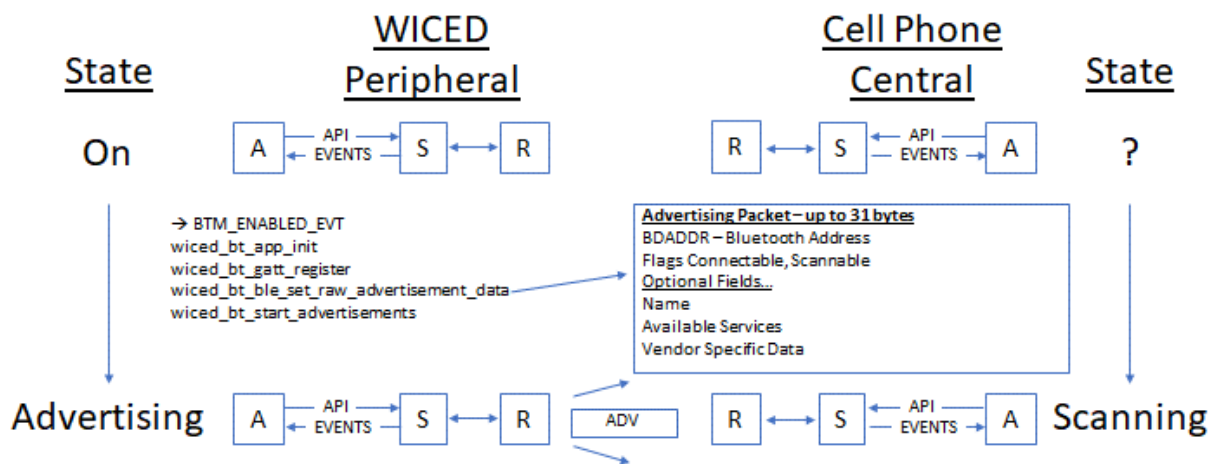 WICED
Peripheral
Cell Phone
Central
State
State
On
A
API
EVENTS
S
R
R
S
API
EVENTS
A
?
→ BTM_ENABLED_EVT
wiced_bt_app_init
wiced_bt_gatt_register
wiced_bt_ble_set_raw_advertisement_data
wiced_bt_start_advertisements
Advertising Packet – up to 31 bytes
BDADDR – Bluetooth Address
Flags Connectable, Scannable
Optional Fields...
Name
Available Services
Vendor Specific Data
Advertising
A
API
EVENTS
S
R
ADV
R
S
API
EVENTS
A
Scanning